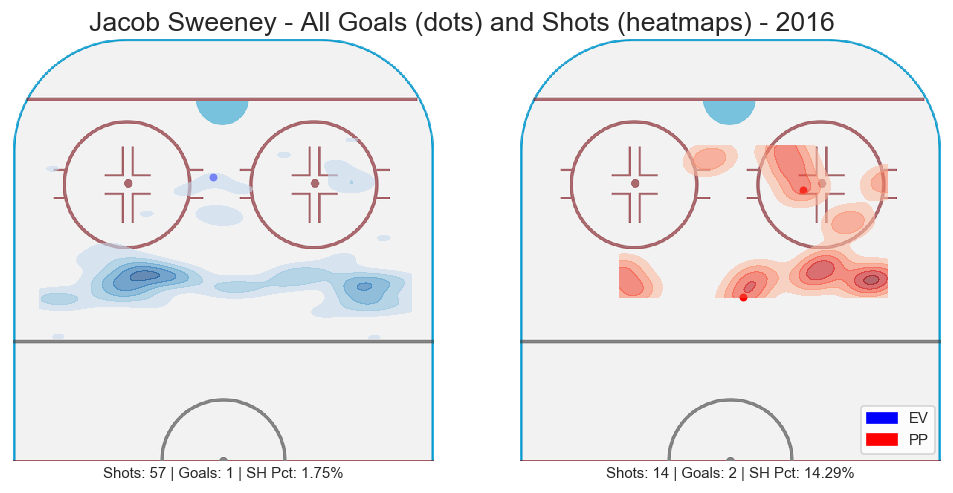 Jacob Sweeney - All Goals (dots) and Shots (heatmaps) - 2016
EV
PP
Shots: 57 | Goals: 1 | SH Pct: 1.75%
Shots: 14 | Goals: 2 | SH Pct: 14.29%